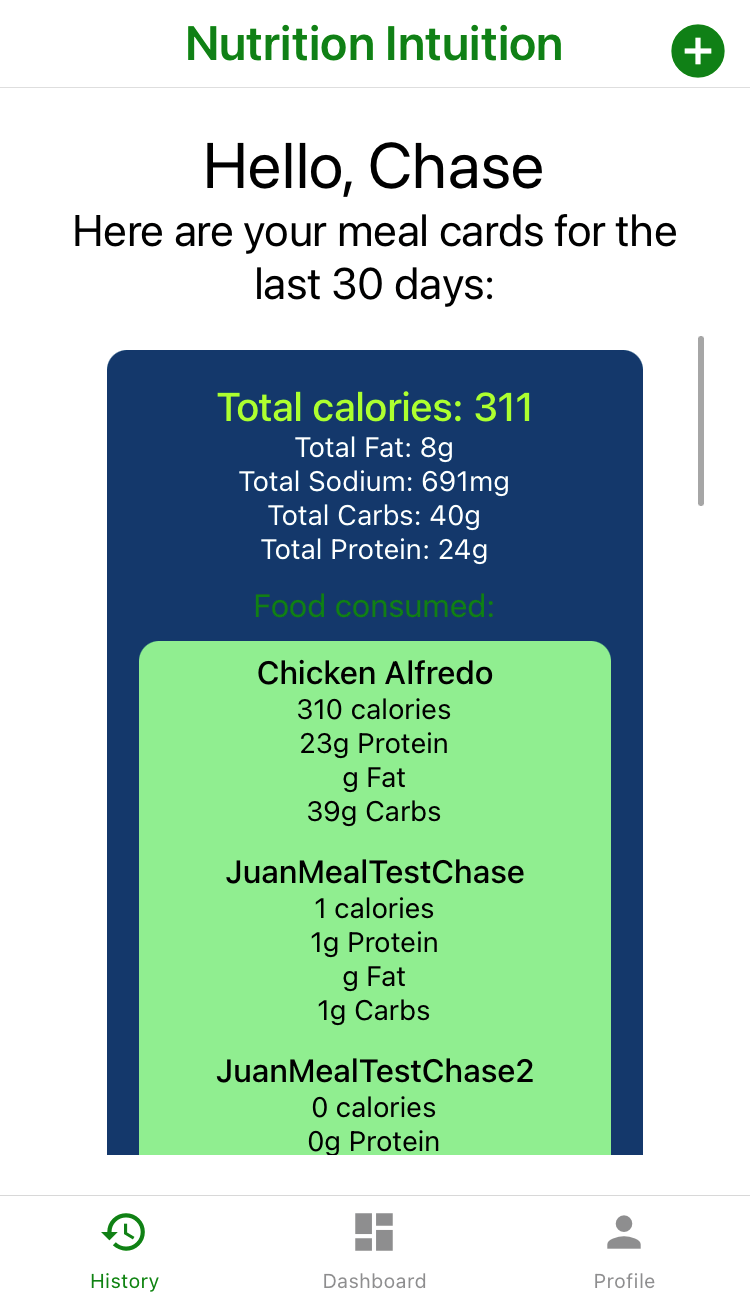 Nutrition Intuition
Hello, Chase
Here are your meal cards for the
last 30 days:
Total calories: 311
Total Fat: 8g
Total Sodium: 691mg
Total Carbs: 40g
Total Protein: 24g
Food consumed:
Chicken Alfredo
310 calories
23g Protein
g Fat
39g Carbs
JuanMealTestChase
1 calories
1g Protein
g Fat
1g Carbs
JuanMealTestChase2
0 calories
0g Protein
History
Dashboard
Profile